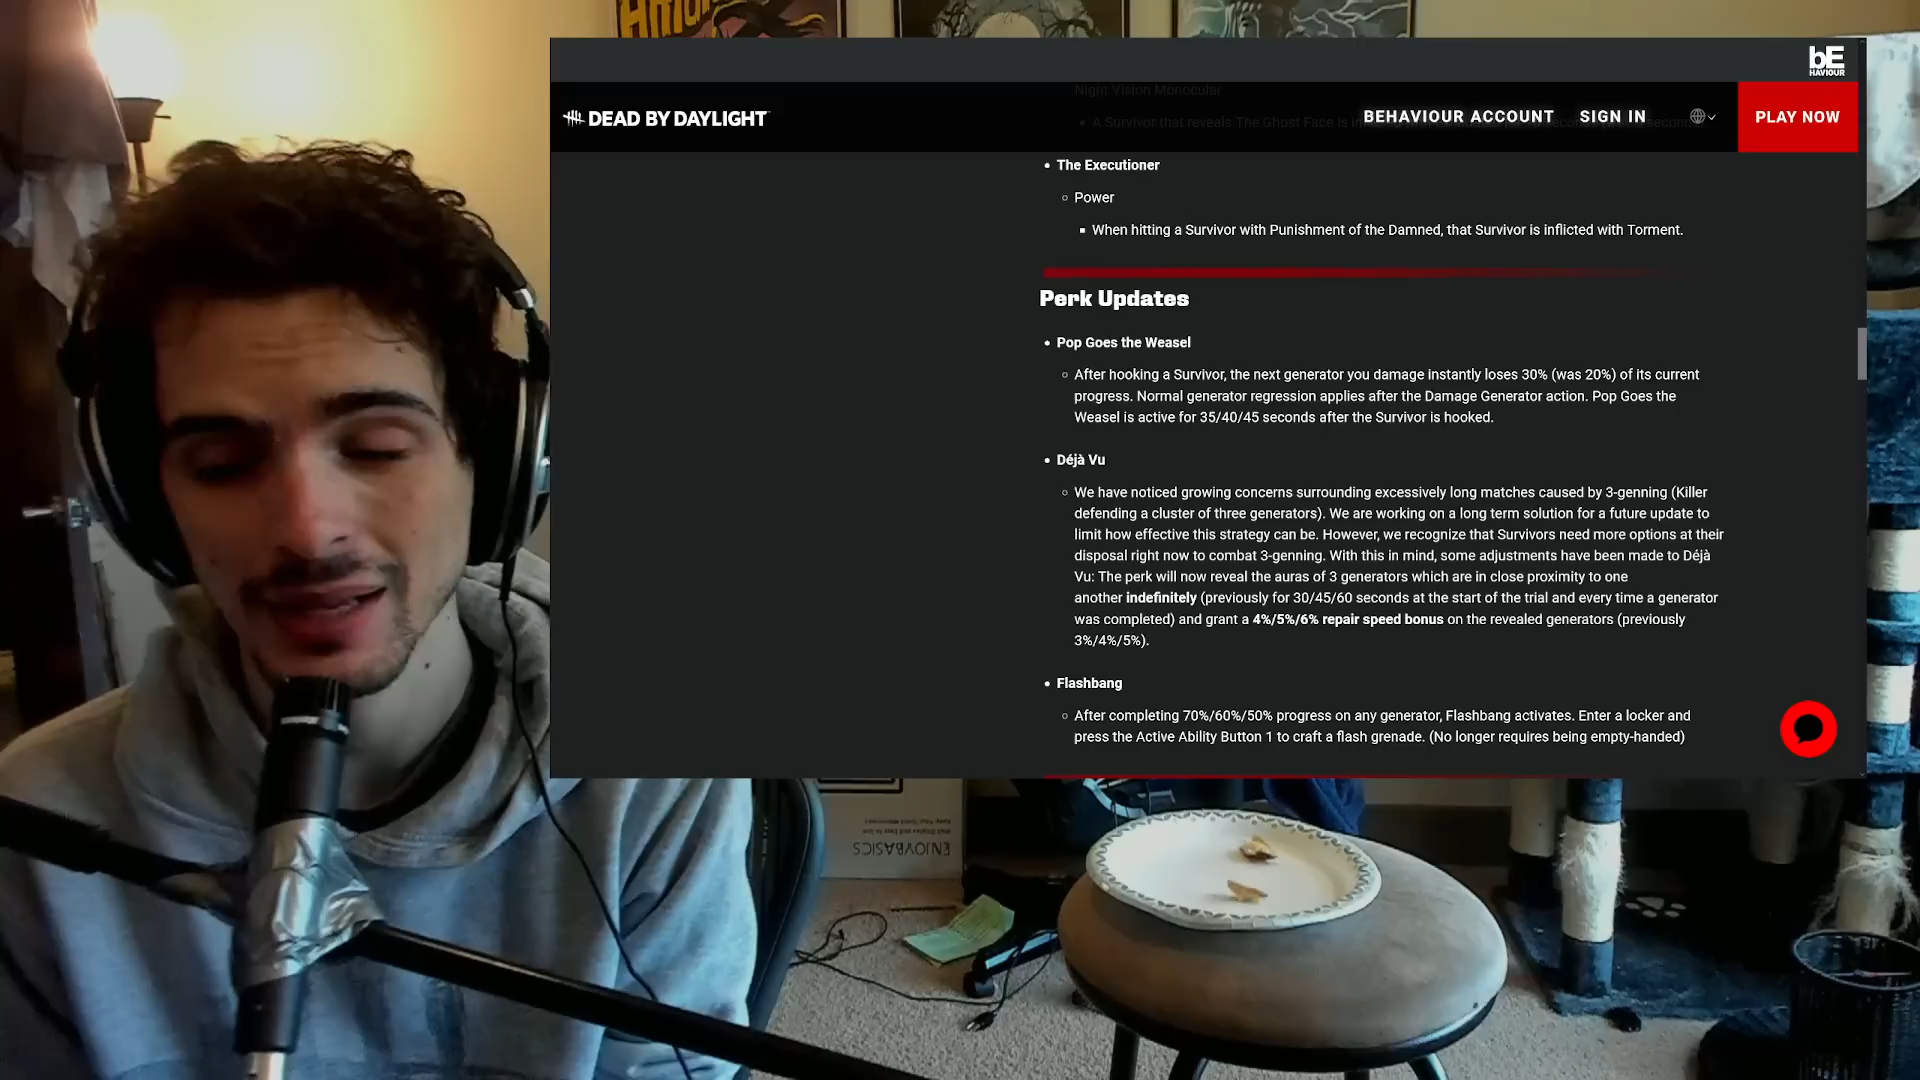 bE
HAVIOUR
Night Vision Monocular
DEAD BY DAYLIGHT
BEHAVIOUR ACCOUNT
SIGN IN
PLAY NOW
• The Executioner
○ Power
▪ When hitting a Survivor with Punishment of the Damned, that Survivor is inflicted with Torment.
Perk Updates
• Pop Goes the Weasel
○ After hooking a Survivor, the next generator you damage instantly loses 30% (was 20%) of its current
progress. Normal generator regression applies after the Damage Generator action. Pop Goes the
Weasel is active for 35/40/45 seconds after the Survivor is hooked.
• Déjà Vu
○ We have noticed growing concerns surrounding excessively long matches caused by 3-genning (Killer
defending a cluster of three generators). We are working on a long term solution for a future update to
limit how effective this strategy can be. However, we recognize that Survivors need more options at their
disposal right now to combat 3-genning. With this in mind, some adjustments have been made to Déjà
Vu: The perk will now reveal the auras of 3 generators which are in close proximity to one
another indefinitely (previously for 30/45/60 seconds at the start of the trial and every time a generator
was completed) and grant a 4%/5%/6% repair speed bonus on the revealed generators (previously
3%/4%/5%).
• Flashbang
○ After completing 70%/60%/50% progress on any generator, Flashbang activates. Enter a locker and
press the Active Ability Button 1 to craft a flash grenade. (No longer requires being empty-handed)
ENJOYBASICS